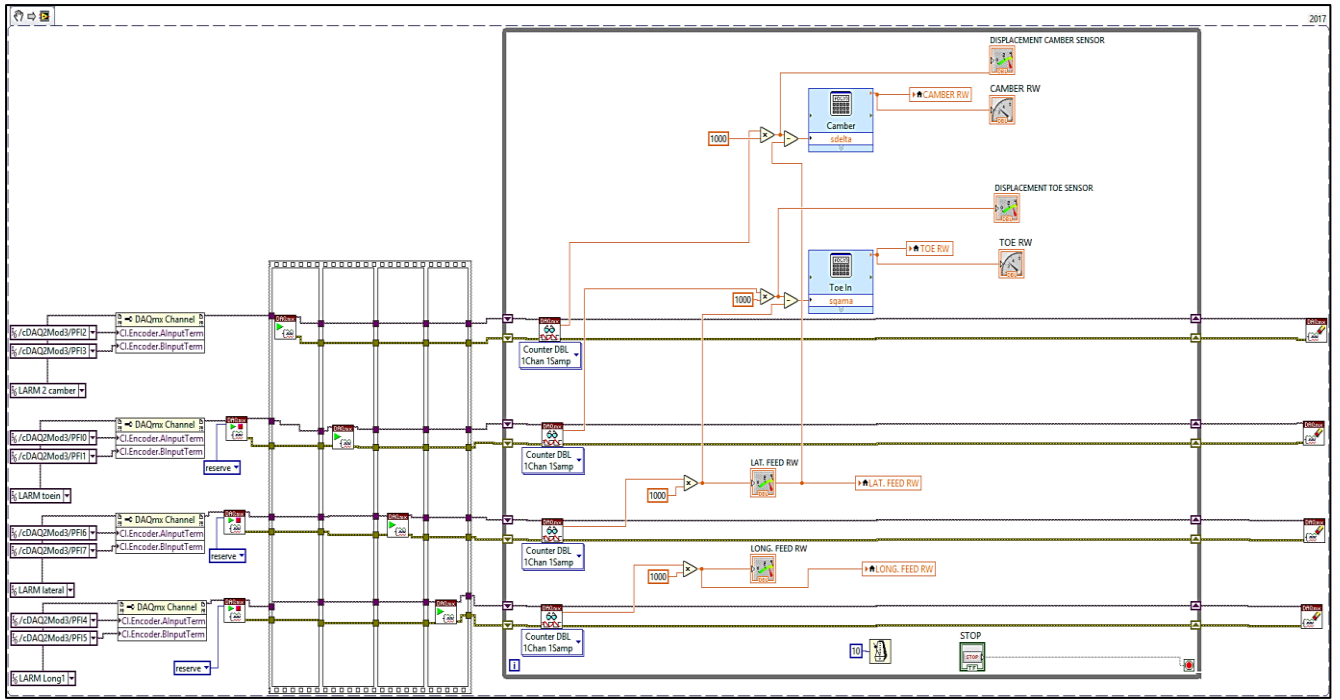 2017
DISPLACEMENT CAMBER SENSOR
CAMBER RW
CAMBER RW
1000
Camber
sdelta
DISPLACEMENT TOE SENSOR
TOE RW
TOE RW
1000
Toe In
sqama
DAQmx Channel
/cDAQ2Mod3/PFI2
CI.Encoder.AInputTerm
/cDAQ2Mod3/PFI3
CI.Encoder.BInputTerm
LARM 2 camber
Counter DBL
1Chan 1Samp
DAQmx Channel
/cDAQ2Mod3/PFI0
CI.Encoder.AInputTerm
/cDAQ2Mod3/PFI1
CI.Encoder.BInputTerm
reserve
LARM toein
Counter DBL
1Chan 1Samp
LAT. FEED RW
1000
LAT. FEED RW
DAQmx Channel
/cDAQ2Mod3/PFI6
CI.Encoder.AInputTerm
/cDAQ2Mod3/PFI7
CI.Encoder.BInputTerm
reserve
LARM lateral
Counter DBL
1Chan 1Samp
LONG. FEED RW
1000
LONG. FEED RW
DAQmx Channel
/cDAQ2Mod3/PFI4
CI.Encoder.AInputTerm
/cDAQ2Mod3/PFI5
CI.Encoder.BInputTerm
reserve
LARM Long1
Counter DBL
1Chan 1Samp
i
10
STOP
STOP